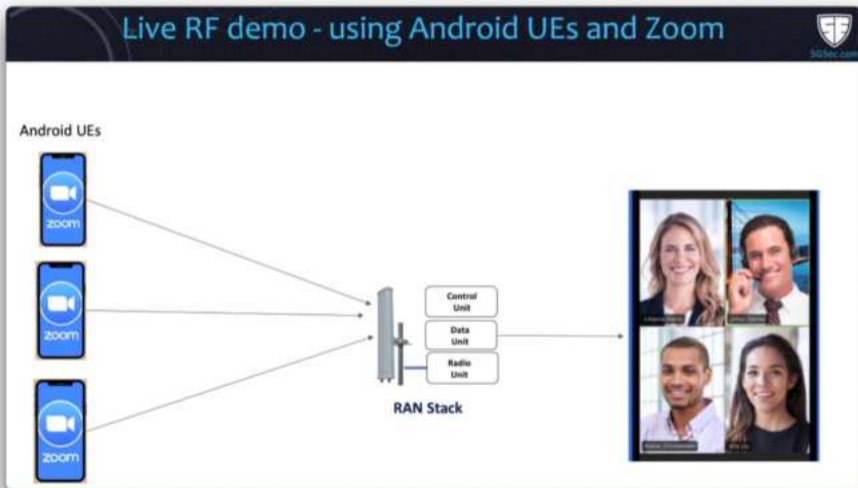 Live RF demo - using Android UEs and Zoom
5GSec.com
Android UEs
zoom
zoom
zoom
Control
Unit
Data
Unit
Radio
Unit
RAN Stack